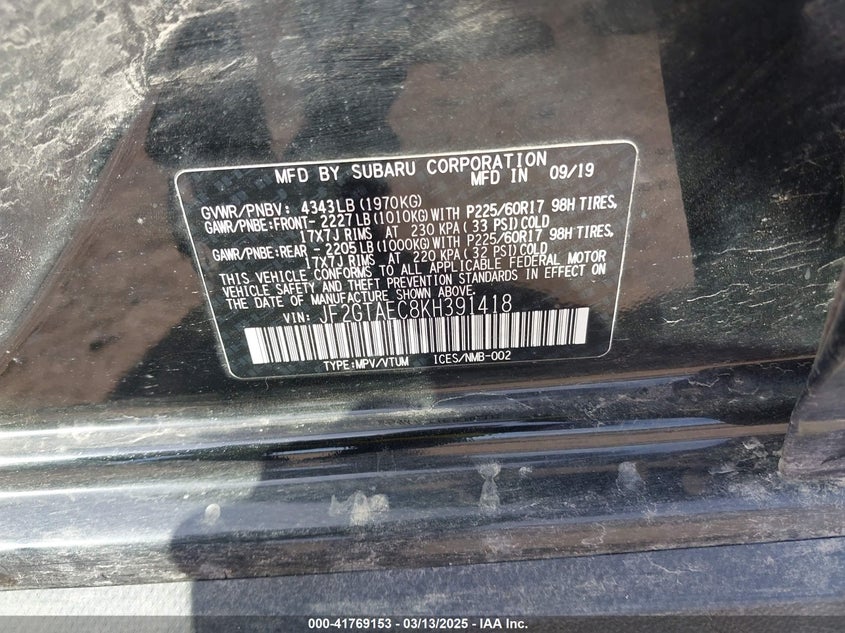 MFD BY SUBARU CORPORATION
MFD IN 09/19
GVWR/PNBV: 4343LB(1970KG)
GAWR/PNBE:FRONT- 2227LB(1010KG)WITH P225/60R17 98H TIRES,
17X7J RIMS AT 230 KPA( 33 PSI)COLD
GAWR/PNBE:REAR - 2205LB(1000KG)WITH P225/60R17 98H TIRES,
17X7J RIMS AT 220 KPA( 32 PSI)COLD
THIS VEHICLE CONFORMS TO ALL APPLICABLE FEDERAL MOTOR
VEHICLE SAFETY AND THEFT PREVENTION STANDARDS IN EFFECT ON
THE DATE OF MANUFACTURE SHOWN ABOVE.
VIN: JF2GTAEC8KH391418
TYPE:MPV/VTUM ICES/NMB-002
000-41769153 - 03/13/2025 - IAA Inc.